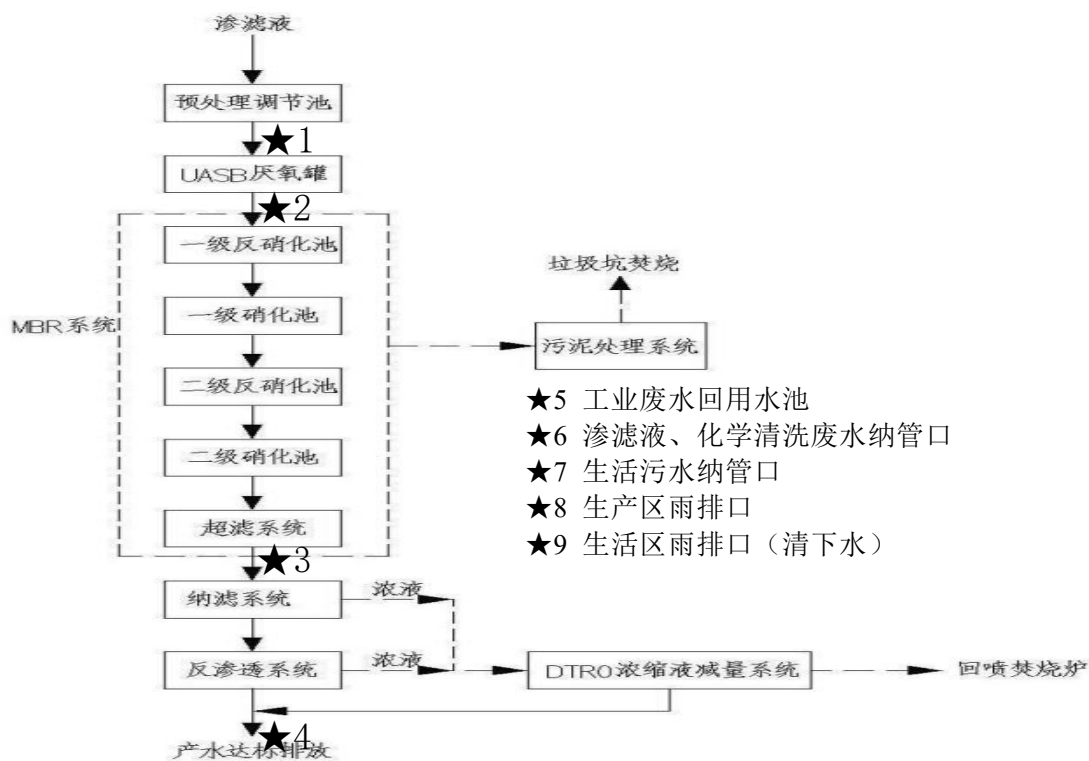 渗滤液
预处理调节池
★1
UASB厌氧罐
★2
一级反硝化池
垃圾坑焚烧
一级硝化池
MBR系统
污泥处理系统
二级反硝化池
★5 工业废水回用水池
★6 渗滤液、化学清洗废水纳管口
二级硝化池
★7 生活污水纳管口
★8 生产区雨排口
超滤系统
★9 生活区雨排口（清下水）
★3
纳滤系统
浓液
反渗透系统
浓液
DTRO浓缩液减量系统
回喷焚烧炉
★4
产水达标排放